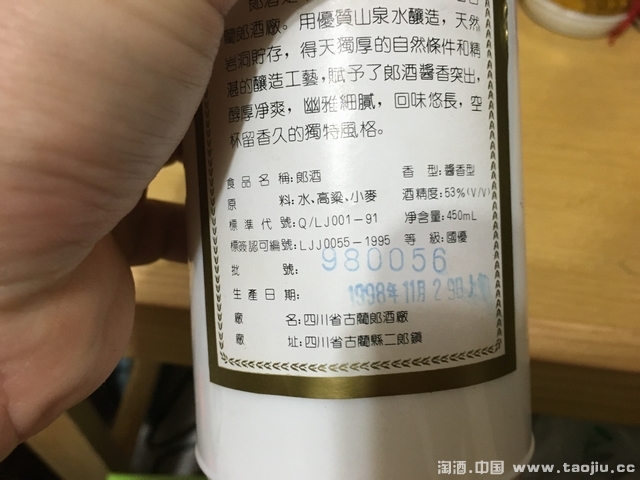 郎酒
藺郎酒廠。用優質山泉水釀造，天然
岩洞貯存，得天獨厚的自然條件和精
湛的釀造工藝，賦予了郎酒醬香突出，
醇厚凈爽，幽雅細膩，回味悠長，空
杯留香久的獨特風格。
食品名稱：郎酒 香型：醬香型
原料：水、高粱、小麥 酒精度：53%(V/V)
標準代號：Q/LJ001-91 净含量：450mL
標簽認可編號：LJJ0055-1995 等級：國優
批號：980056
生產日期：1998年11月29日
廠名：四川省古藺郎酒廠
廠址：四川省古藺縣二郎鎮
淘酒.中国 www.taojiu.cc